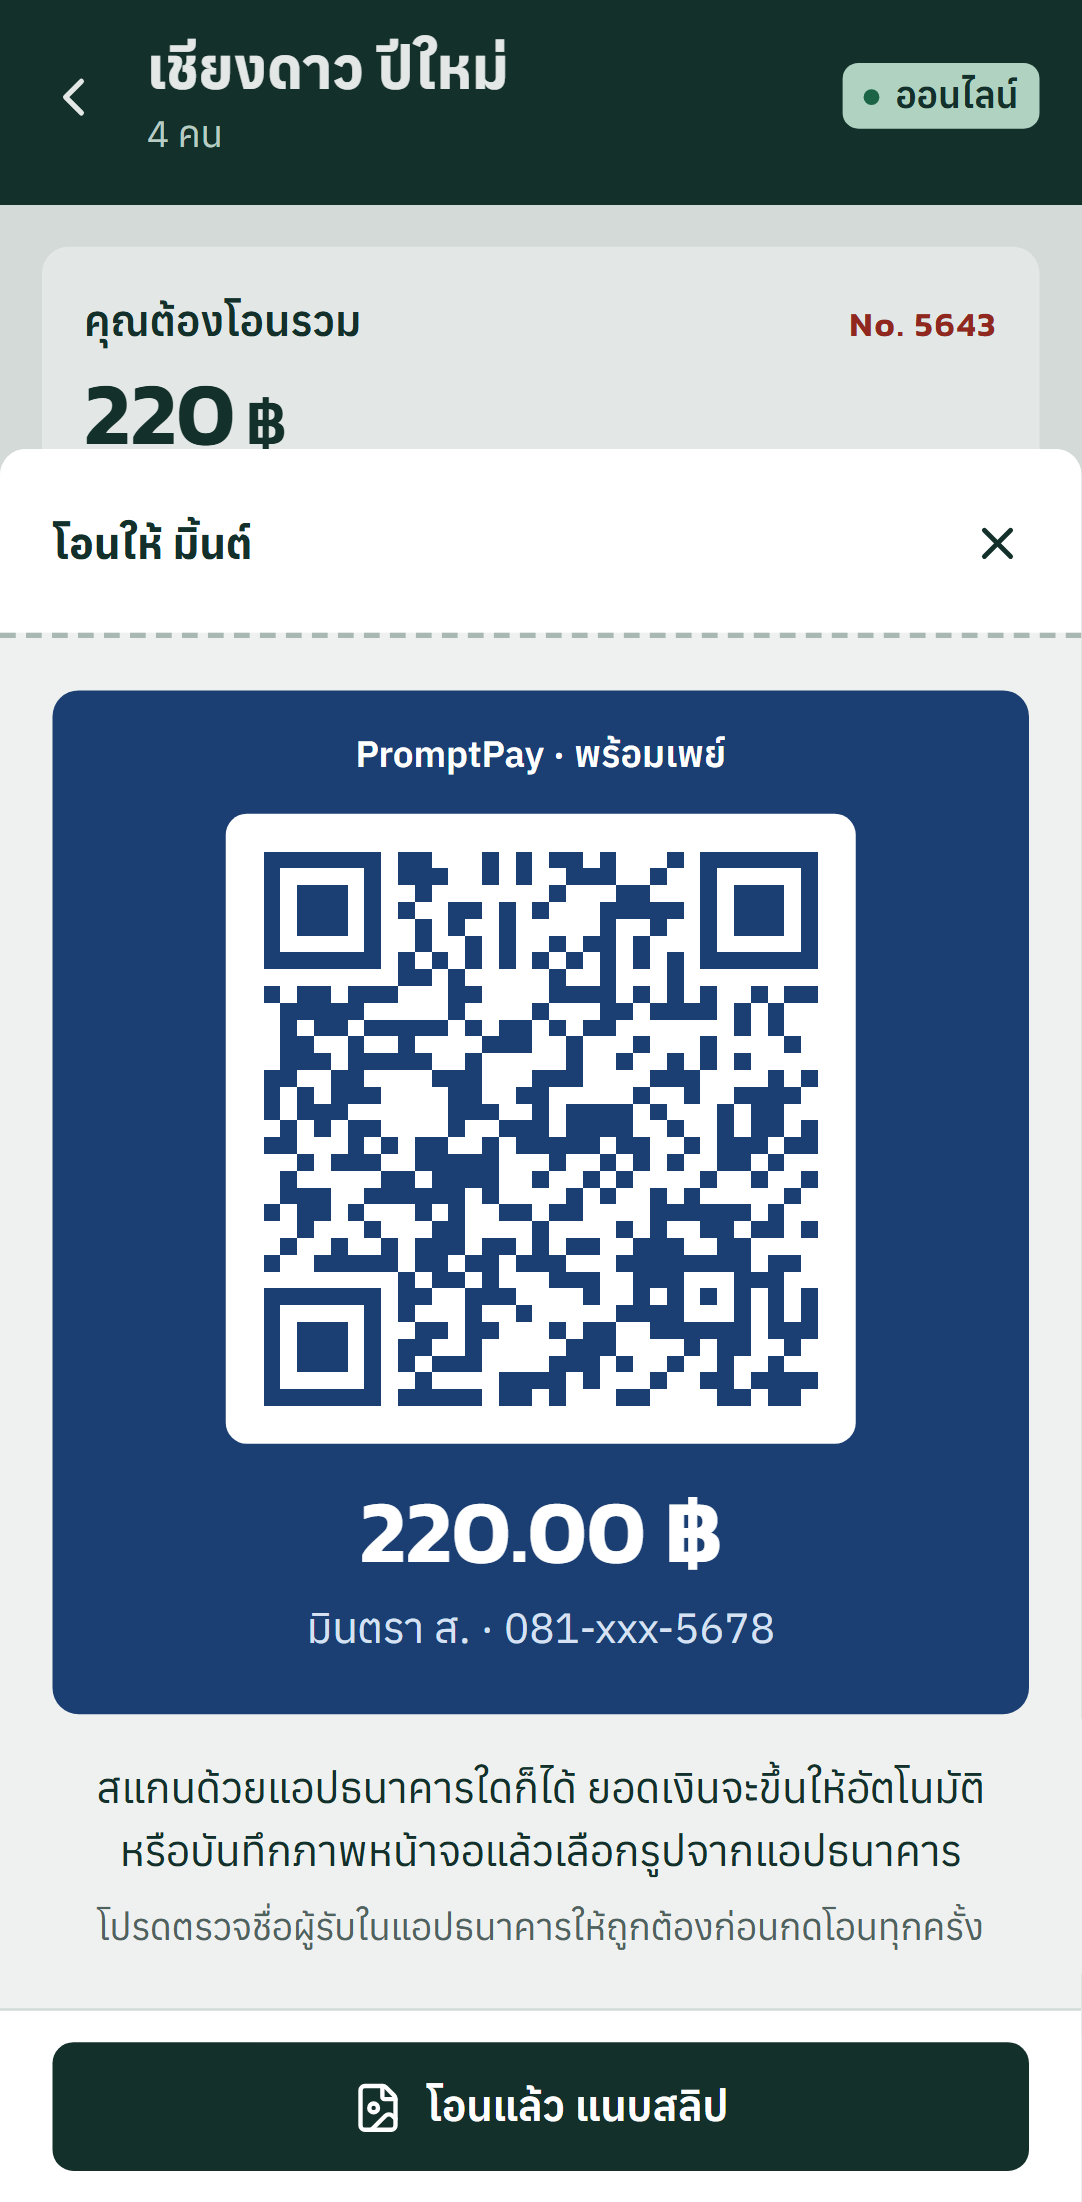 เชียงดาว ปีใหม่
4 คน
ออนไลน์
คุณต้องโอนรวม
No. 5643
220 ฿
โอนให้ มิ้นต์
PromptPay · พร้อมเพย์
220.00 ฿
มินตรา ส. · 081-xxx-5678
สแกนด้วยแอปธนาคารใดก็ได้ ยอดเงินจะขึ้นให้อัตโนมัติ
หรือบันทึกภาพหน้าจอแล้วเลือกรูปจากแอปธนาคาร
โปรดตรวจชื่อผู้รับในแอปธนาคารให้ถูกต้องก่อนกดโอนทุกครั้ง
โอนแล้ว แนบสลิป